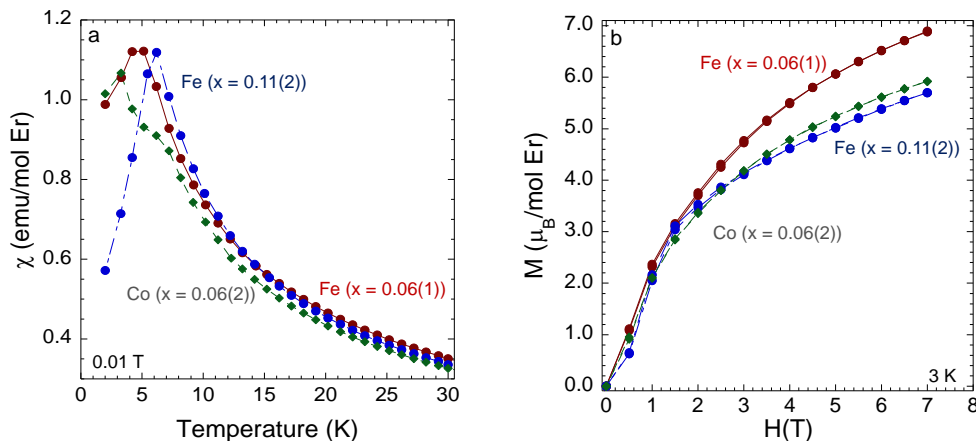 a
χ (emu/mol Er)
1.2
1.0
0.8
0.6
0.4
Fe (x = 0.11(2))
Co (x = 0.06(2))
Fe (x = 0.06(1))
0.01 T
0 5 10 15 20 25 30
Temperature (K)
b
M (μB/mol Er)
7.0
6.0
5.0
4.0
3.0
2.0
1.0
0.0
Fe (x = 0.06(1))
Fe (x = 0.11(2))
Co (x = 0.06(2))
3 K
0 1 2 3 4 5 6 7 8
H(T)